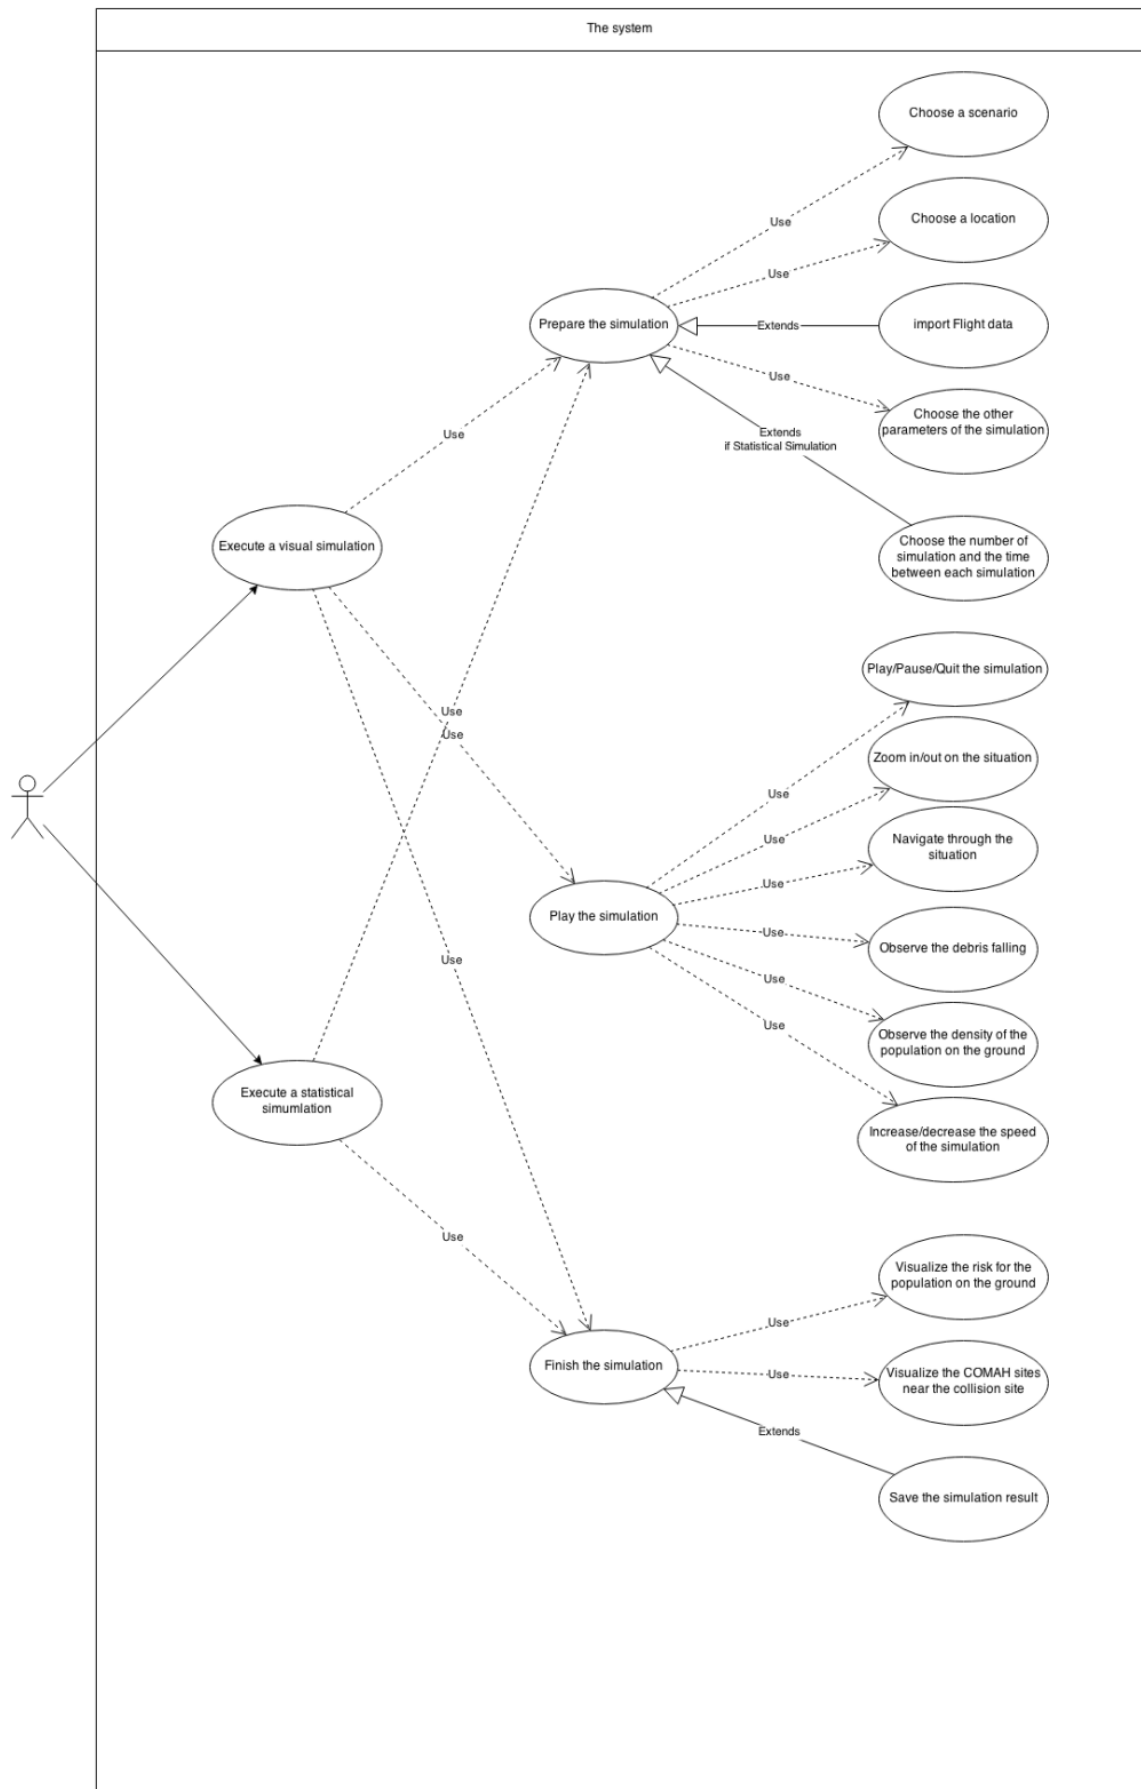 The system
Choose a scenario
Use
Choose a location
Use
Prepare the simulation
Extends
import Flight data
Use
Choose the other
parameters of the simulation
Extends
if Statistical Simulation
Use
Execute a visual simulation
Choose the number of
simulation and the time
between each simulation
Play/Pause/Quit the simulation
Use
Use
Zoom in/out on the situation
Use
Use
Navigate through the
situation
Use
Play the simulation
Use
Observe the debris falling
Use
Use
Observe the density of the
population on the ground
Use
Execute a statistical
simumlation
Increase/decrease the speed
of the simulation
Use
Visualize the risk for the
population on the ground
Use
Finish the simulation
Use
Visualize the COMAH sites
near the collision site
Extends
Save the simulation result